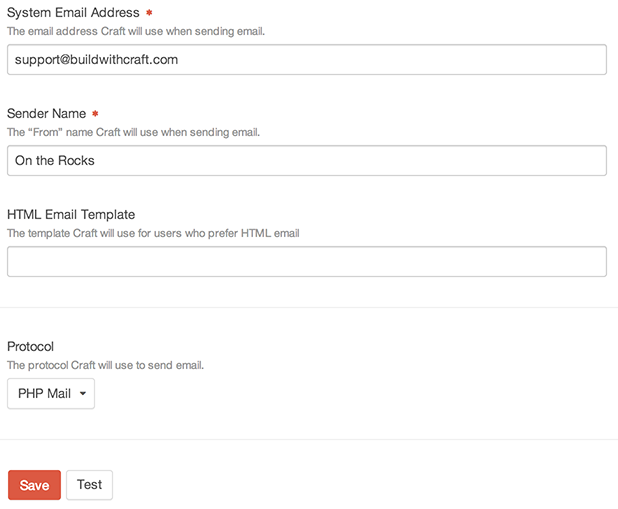 System Email Address *
The email address Craft will use when sending email.
support@buildwithcraft.com
Sender Name *
The “From” name Craft will use when sending email.
On the Rocks
HTML Email Template
The template Craft will use for users who prefer HTML email
Protocol
The protocol Craft will use to send email.
PHP Mail
Save Test